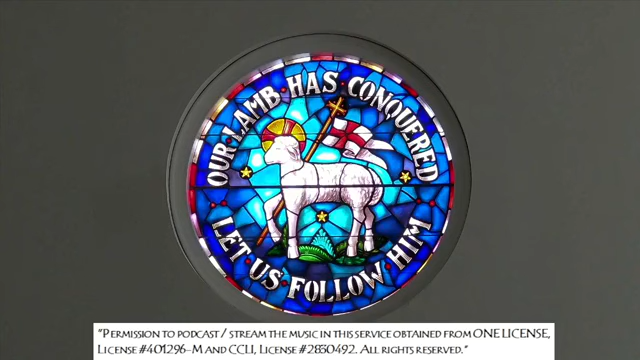 OUR LAMB HAS CONQUERED
LET US FOLLOW HIM
"PERMISSION TO PODCAST / STREAM THE MUSIC IN THIS SERVICE OBTAINED FROM ONE LICENSE,
LICENSE #401296-M AND CCLI, LICENSE #2830492. ALL RIGHTS RESERVED."